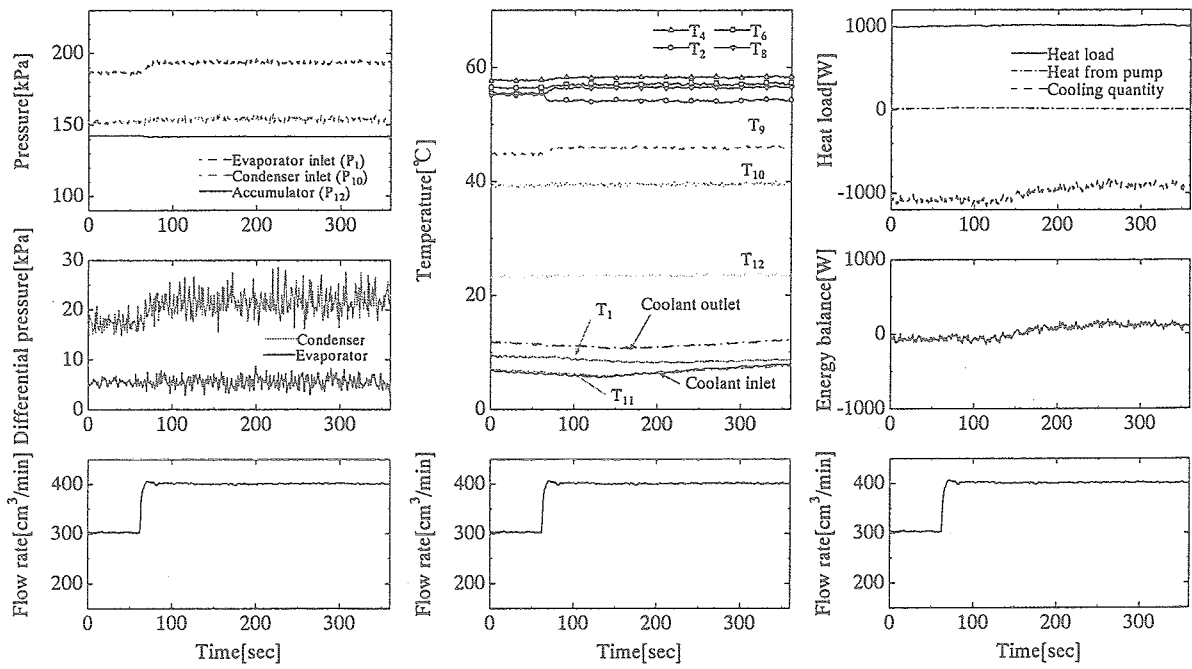 Pressure[kPa]
200
150
100
Evaporator inlet (P1)
Condenser inlet (P10)
Accumulator (P12)
0 100 200 300
Differential pressure[kPa]
30
20
10
0
Condenser
Evaporator
0 100 200 300
Flow rate[cm3/min]
400
300
200
0 100 200 300
Time[sec]
Temperature[℃]
60
40
20
0
T4 T6
T2 T8
T9
T10
T12
T1
Coolant outlet
Coolant inlet
T11
0 100 200 300
Flow rate[cm3/min]
400
300
200
0 100 200 300
Time[sec]
Heat load[W]
1000
0
-1000
Heat load
Heat from pump
Cooling quantity
0 100 200 300
Energy balance[W]
1000
0
-1000
0 100 200 300
Flow rate[cm3/min]
400
300
200
0 100 200 300
Time[sec]